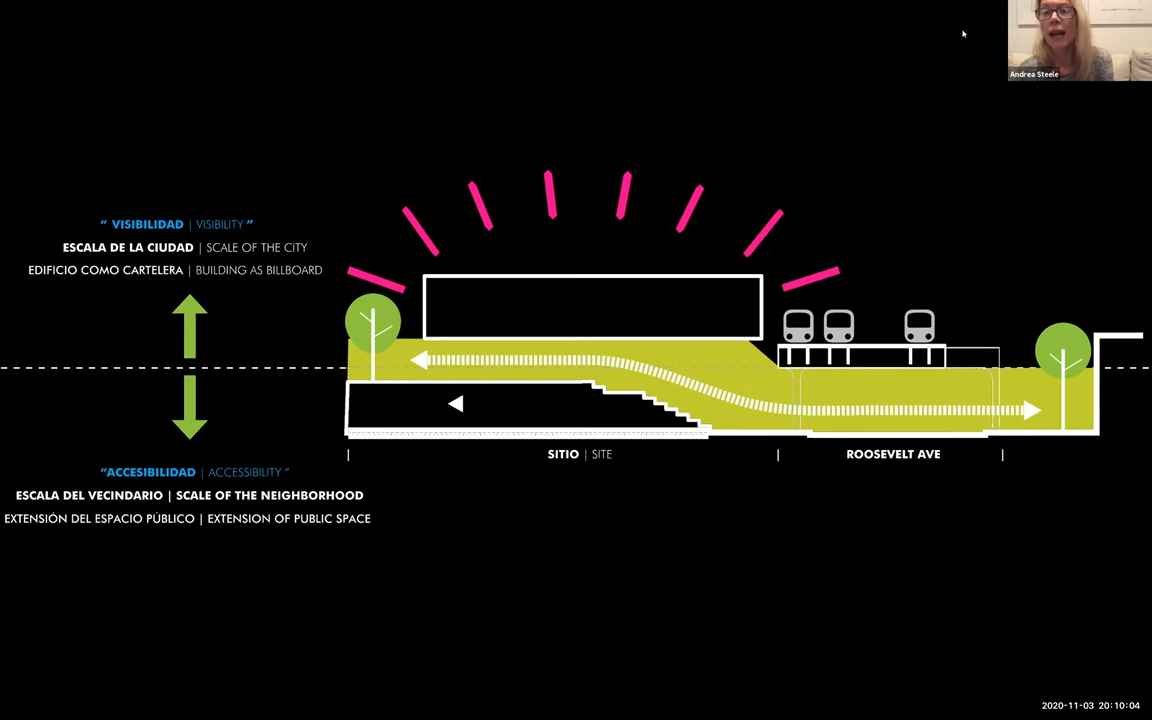 Andrea Steele
“ VISIBILIDAD | VISIBILITY ”
ESCALA DE LA CIUDAD | SCALE OF THE CITY
EDIFICIO COMO CARTELERA | BUILDING AS BILLBOARD
SITIO | SITE
ROOSEVELT AVE
“ACCESIBILIDAD | ACCESSIBILITY ”
ESCALA DEL VECINDARIO | SCALE OF THE NEIGHBORHOOD
EXTENSIÓN DEL ESPACIO PÚBLICO | EXTENSION OF PUBLIC SPACE
2020-11-03 20:10:04